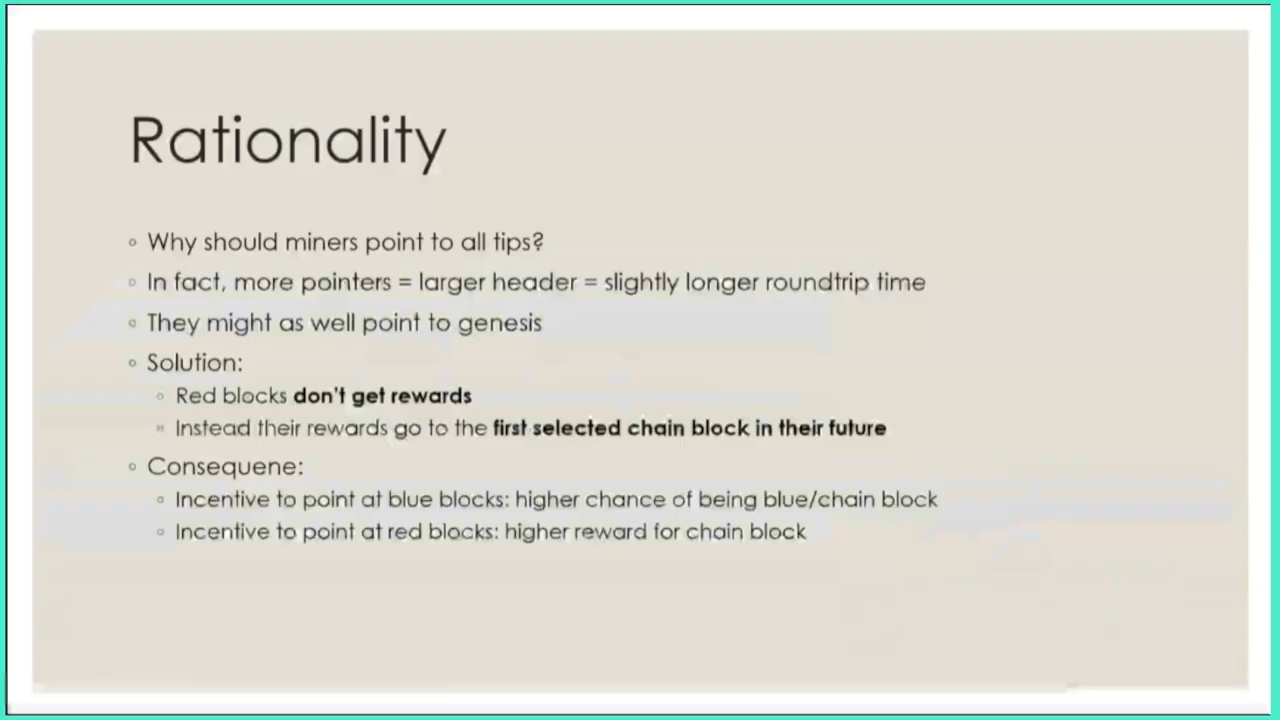 Rationality
Why should miners point to all tips?
In fact, more pointers = larger header = slightly longer roundtrip time
They might as well point to genesis
Solution:
Red blocks don't get rewards
Instead their rewards go to the first selected chain block in their future
Consequene:
Incentive to point at blue blocks: higher chance of being blue/chain block
Incentive to point at red blocks: higher reward for chain block